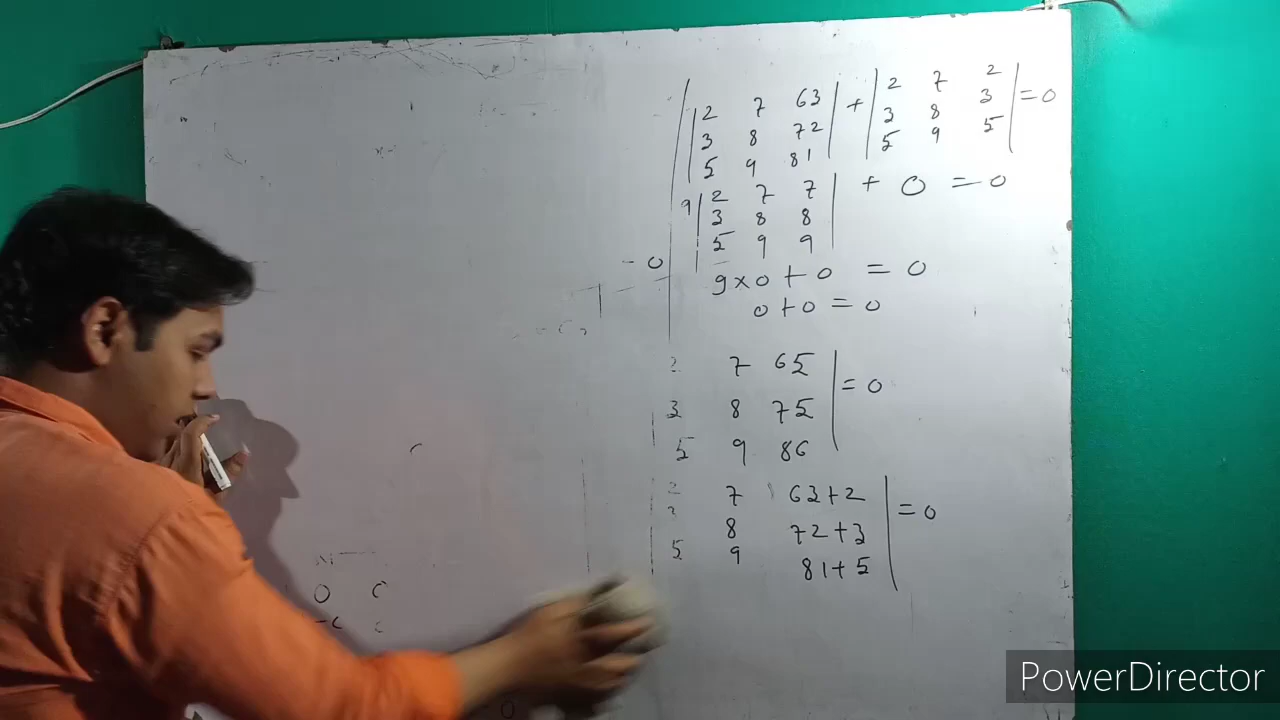 2 7 63 | + | 2 7 2 | = 0
3 8 72 3 8 3
5 9 81 5 9 5
9 | 2 7 7 | + 0 = 0
3 8 8
5 9 9
- 0
9 x 0 + 0 = 0
0 + 0 = 0
2 7 65 | = 0
3 8 75
5 9 86
2 7 63+2 | = 0
8 72+3
5 9 81+5
PowerDirector